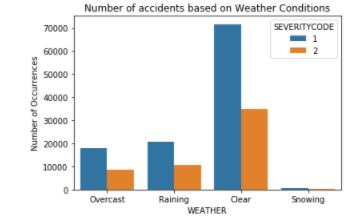 Number of accidents based on Weather Conditions
SEVERITYCODE
1
2
Number of Occurrences
70000
60000
50000
40000
30000
20000
10000
0
Overcast Raining Clear Snowing
WEATHER